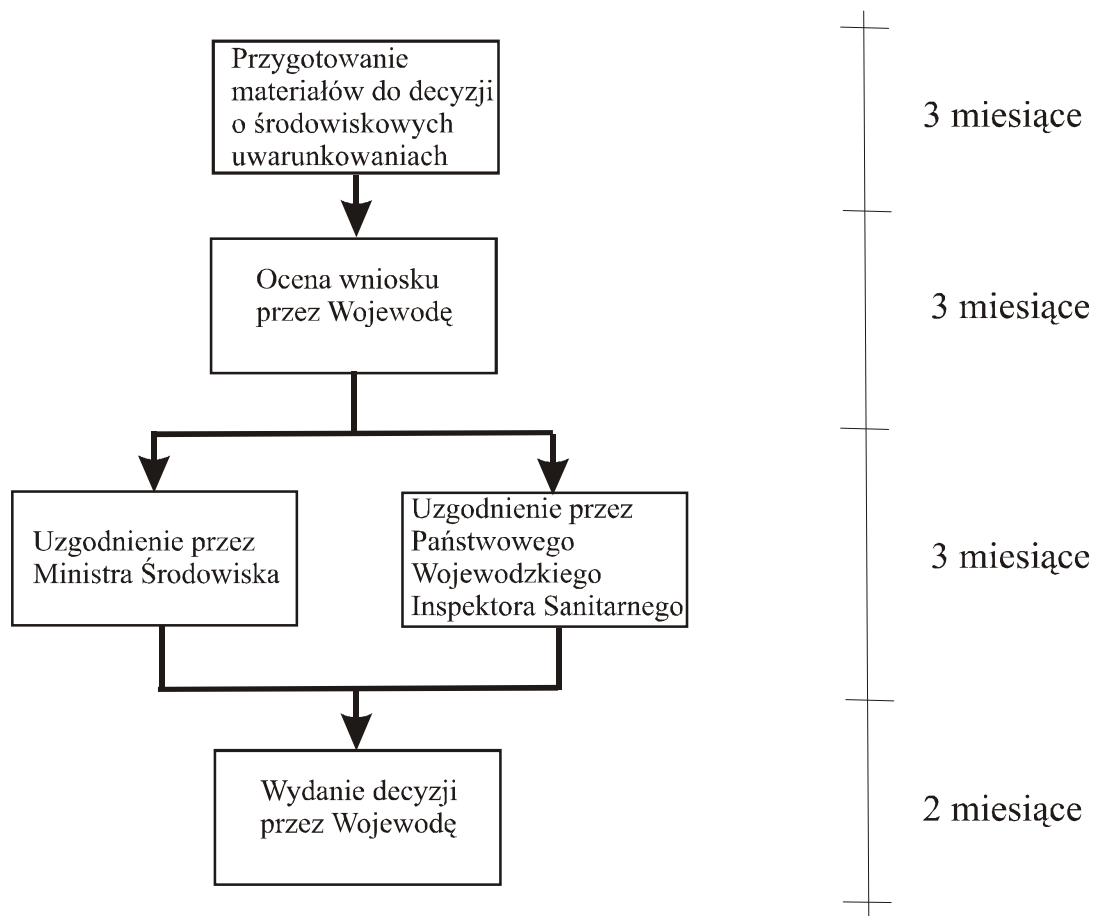 Przygotowanie
materiałów do decyzji
o środowiskowych
uwarunkowaniach
3 miesiące
Ocena wniosku
przez Wojewodę
3 miesiące
Uzgodnienie przez
Ministra Środowiska
Uzgodnienie przez
Państwowego
Wojewodzkiego
Inspektora Sanitarnego
3 miesiące
Wydanie decyzji
przez Wojewodę
2 miesiące